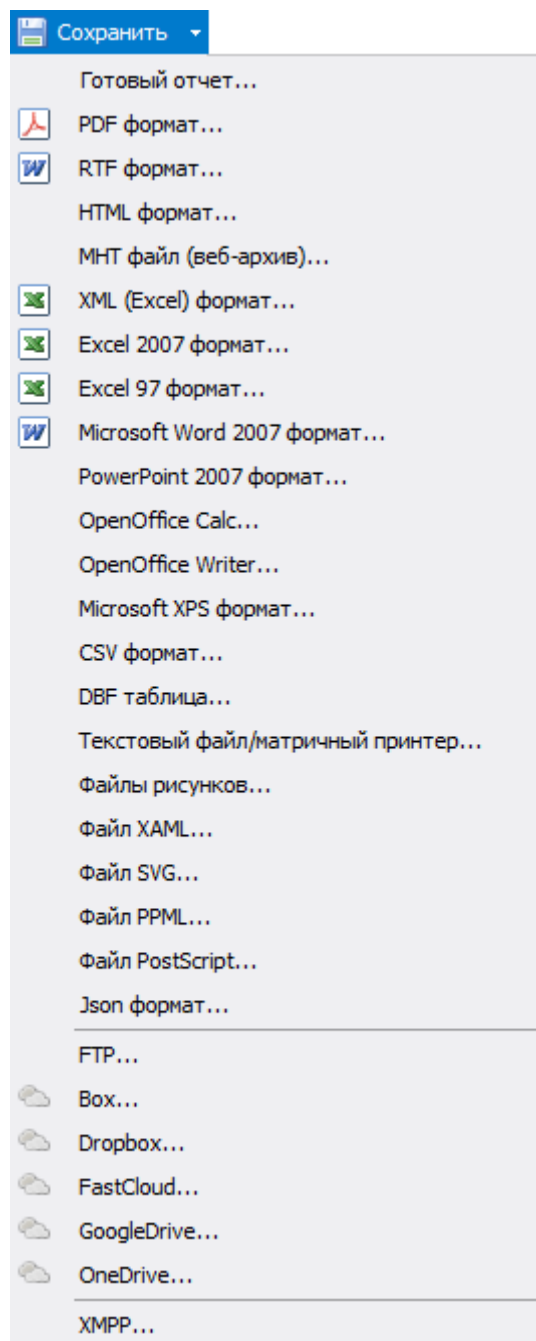 Сохранить
Готовый отчет...
PDF формат...
RTF формат...
HTML формат...
MHT файл (веб-архив)...
XML (Excel) формат...
Excel 2007 формат...
Excel 97 формат...
Microsoft Word 2007 формат...
PowerPoint 2007 формат...
OpenOffice Calc...
OpenOffice Writer...
Microsoft XPS формат...
CSV формат...
DBF таблица...
Текстовый файл/матричный принтер...
Файлы рисунков...
Файл XAML...
Файл SVG...
Файл PPML...
Файл PostScript...
Json формат...
FTP...
Box...
Dropbox...
FastCloud...
GoogleDrive...
OneDrive...
XMPP...